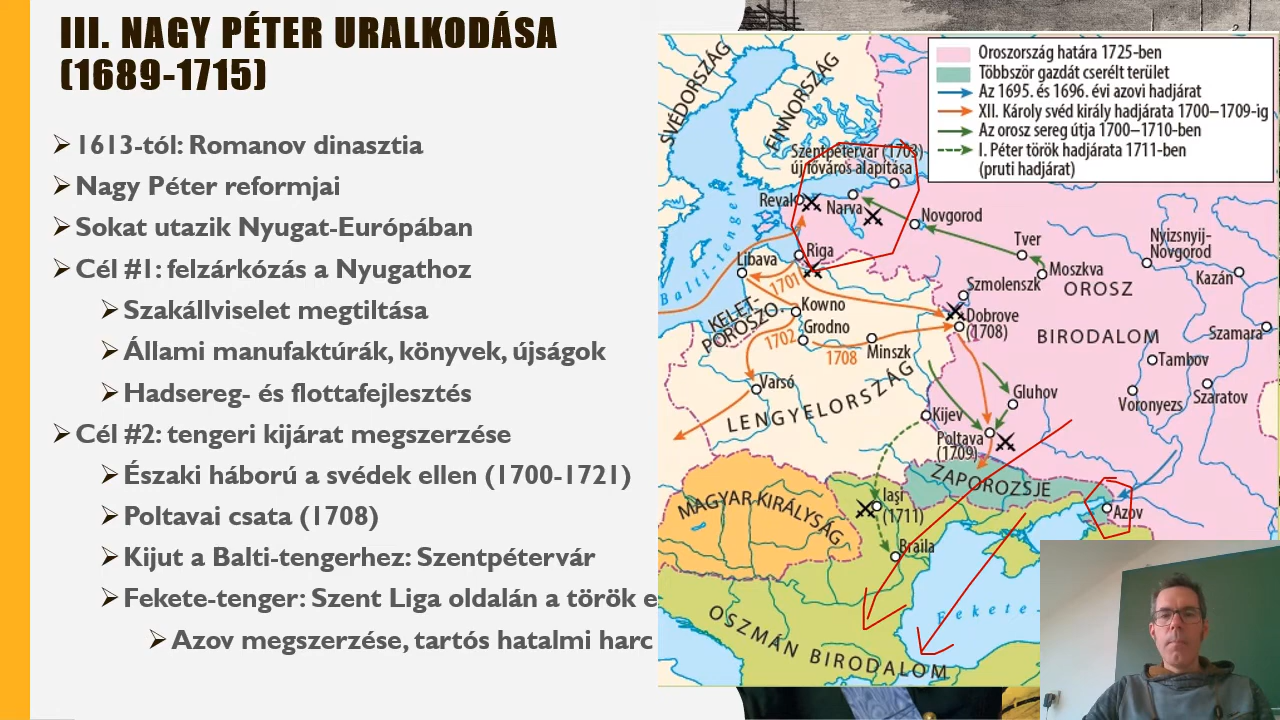 III. NAGY PÉTER URALKODÁSA
(1689-1715)
1613-tól: Romanov dinasztia
Nagy Péter reformjai
Sokat utazik Nyugat-Európában
Cél #1: felzárkózás a Nyugathoz
Szakállviselet megtiltása
Állami manufaktúrák, könyvek, újságok
Hadsereg- és flottafejlesztés
Cél #2: tengeri kijárat megszerzése
Északi háború a svédek ellen (1700-1721)
Poltavai csata (1708)
Kijut a Balti-tengerhez: Szentpétervár
Fekete-tenger: Szent Liga oldalán a török e
Azov megszerzése, tartós hatalmi harc
Oroszország határa 1725-ben
Többször gazdát cserélt terület
Az 1695. és 1696. évi azovi hadjárat
XII. Károly svéd király hadjárata 1700–1709-ig
Az orosz sereg útja 1700–1710-ben
I. Péter török hadjárata 1711-ben
(pruti hadjárat)
SVÉDORSZÁG
FINNORSZÁG
Szentpétervár (1703)
új főváros alapítása
Reval
Narva
Novgorod
Balti-tenger
Riga
Libava
1701
Tver
Moszkva
Nyizsnyij-
Novgorod
Kazán
OROSZ
BIRODALOM
Szmolenszk
KELET-
POROSZO.
Kowno
Grodno
1702
1708
Minszk
Dobrove
(1708)
Szamara
Tambov
Szaratov
Voronyezs
Varsó
LENGYELORSZÁG
Gluhov
Kijev
Poltava
(1709)
ZAPOROZSJE
MAGYAR KIRÁLYSÁG
Iaşi
(1711)
Azov
Braila
OSZMÁN BIRODALOM
Fekete-